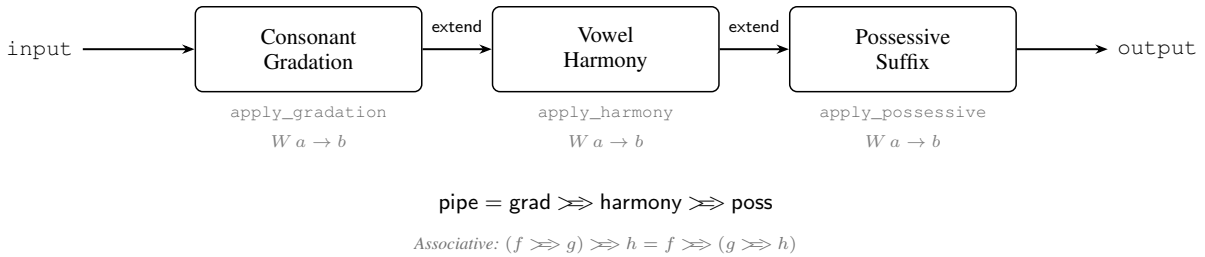 input
Consonant
Gradation
extend
Vowel
Harmony
extend
Possessive
Suffix
output
apply_gradation
W a → b
apply_harmony
W a → b
apply_possessive
W a → b
pipe = grad ⋙ harmony ⋙ poss
Associative: (f ⋙ g) ⋙ h = f ⋙ (g ⋙ h)